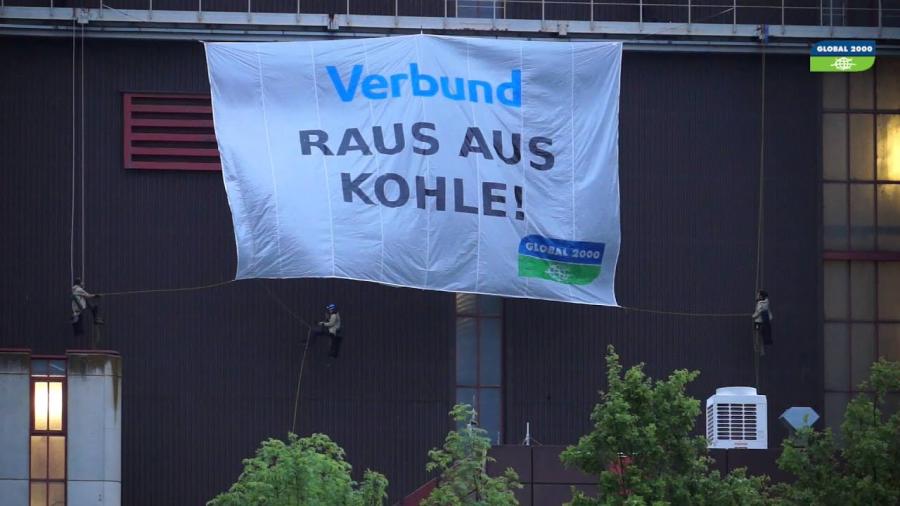 GLOBAL 2000
Verbund
RAUS AUS
KOHLE!
GLOBAL 2000